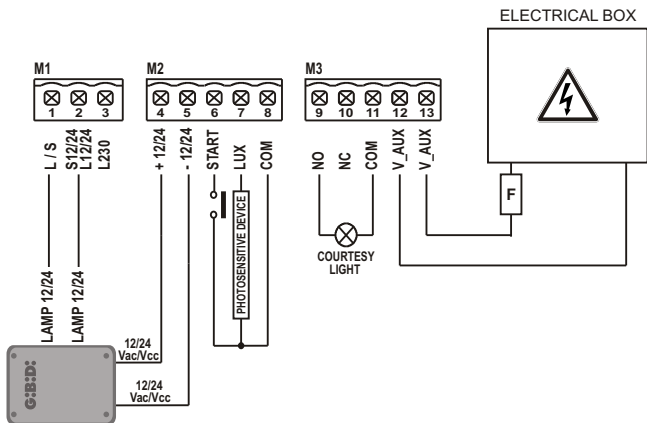 ELECTRICAL BOX
M1
M2
M3
1 2 3
4 5 6 7 8
9 10 11 12 13
L / S
S12/24
L12/24
L230
+ 12/24
- 12/24
START
LUX
COM
NO
NC
COM
V_AUX
V_AUX
F
PHOTOSENSITIVE DEVICE
COURTESY
LIGHT
LAMP 12/24
LAMP 12/24
12/24
Vac/Vcc
12/24
Vac/Vcc
GiBiDi